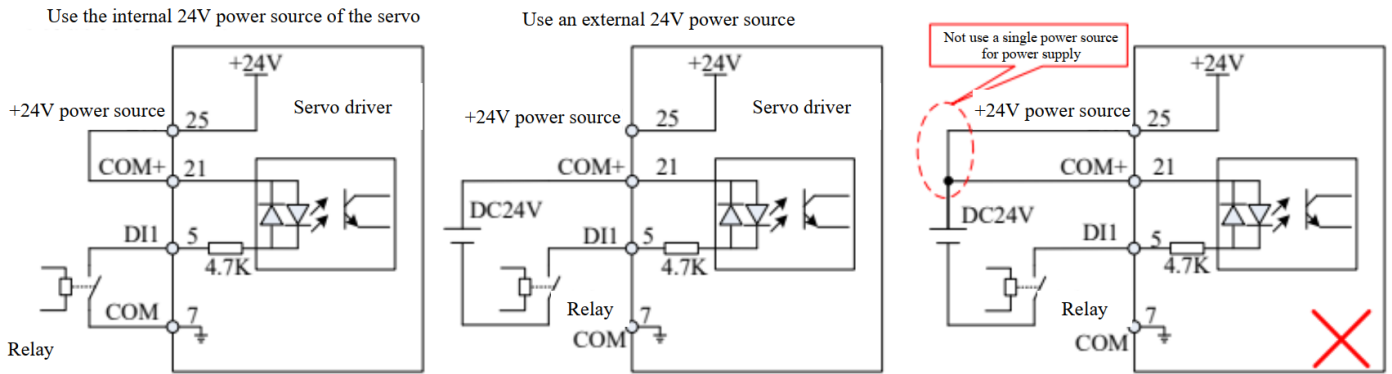 Use the internal 24V power source of the servo
+24V
+24V power source
25
Servo driver
COM+
21
DI1
5
4.7K
COM
7
Relay
Use an external 24V power source
+24V
+24V power source
25
Servo driver
COM+
21
DC24V
DI1
5
4.7K
Relay
7
COM
Not use a single power source
for power supply
+24V
+24V power source
25
COM+
21
DC24V
DI1
5
4.7K
Relay
7
COM